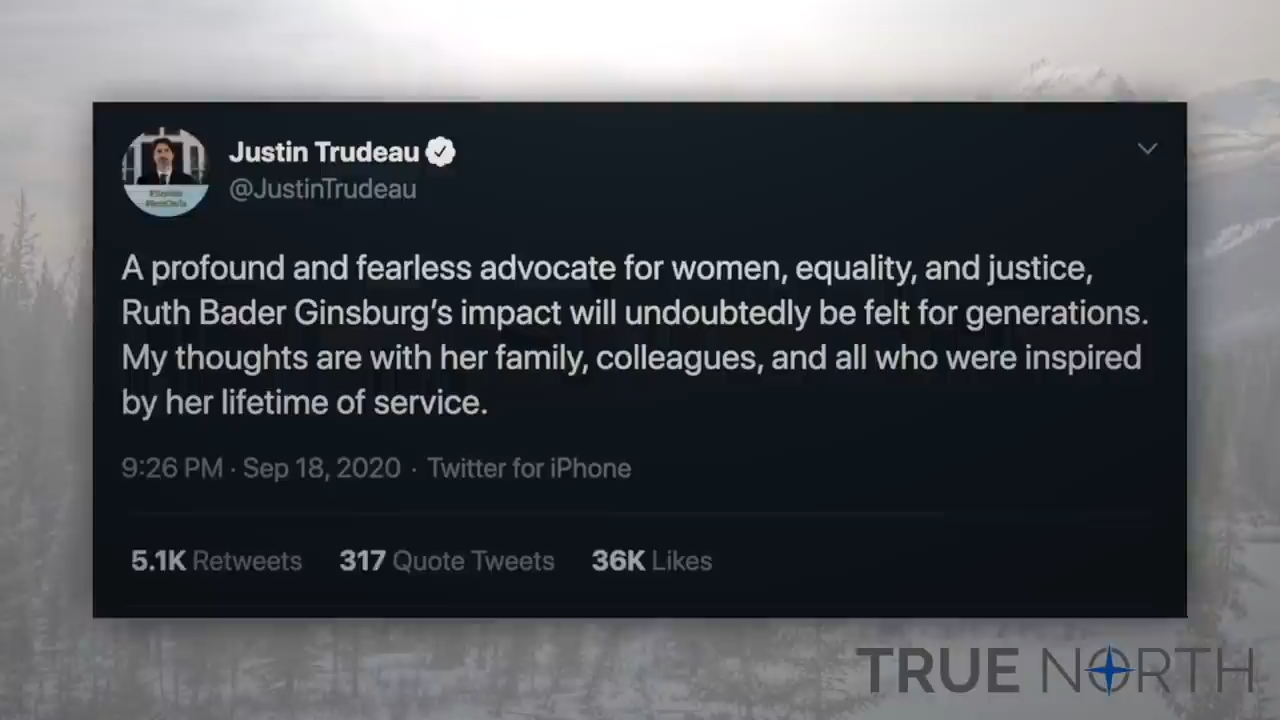 Justin Trudeau
@JustinTrudeau
A profound and fearless advocate for women, equality, and justice,
Ruth Bader Ginsburg’s impact will undoubtedly be felt for generations.
My thoughts are with her family, colleagues, and all who were inspired
by her lifetime of service.
9:26 PM · Sep 18, 2020 · Twitter for iPhone
5.1K Retweets 317 Quote Tweets 36K Likes
TRUE NORTH